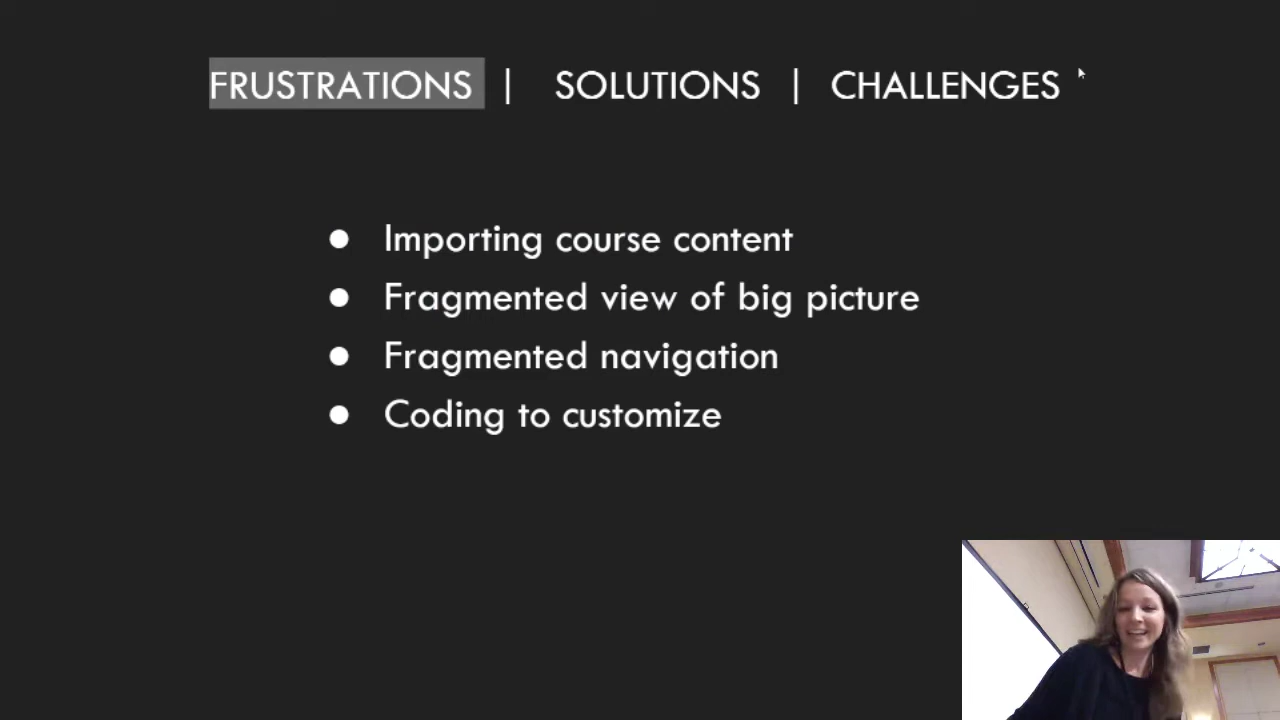 FRUSTRATIONS | SOLUTIONS | CHALLENGES
● Importing course content
● Fragmented view of big picture
● Fragmented navigation
● Coding to customize